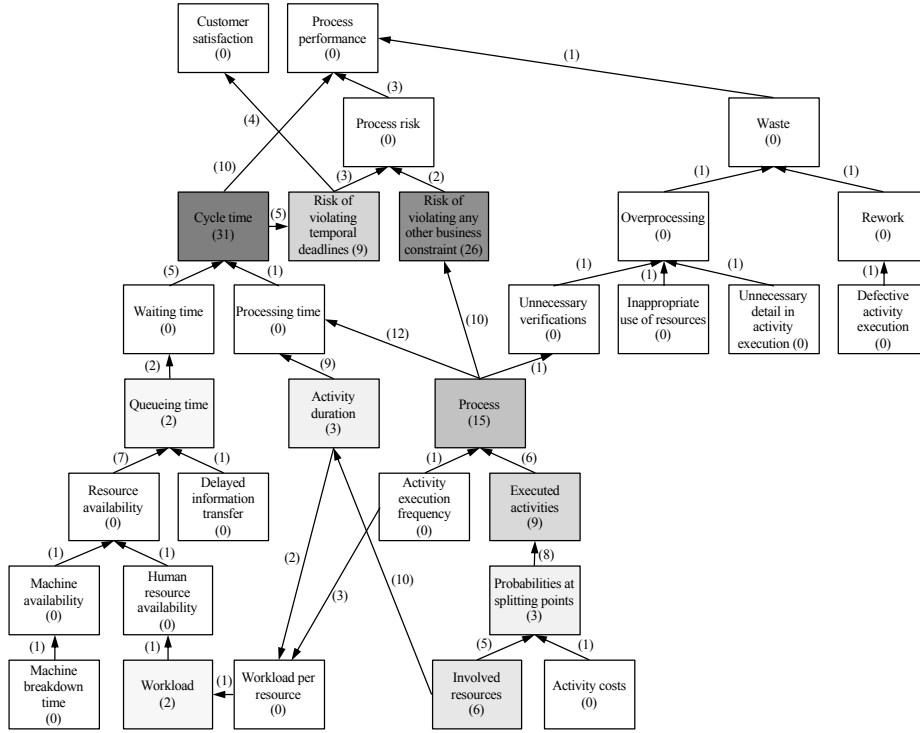 Customer
satisfaction
(0)
Process
performance
(0)
(1)
(3)
(4)
Process risk
(0)
Waste
(0)
(10)
(3)
(2)
(1)
(1)
Cycle time
(31)
(5)
Risk of
violating
temporal
deadlines (9)
Risk of
violating any
other business
constraint (26)
Overprocessing
(0)
Rework
(0)
(5)
(1)
(1)
(1)
(1)
(1)
Waiting time
(0)
Processing time
(0)
(12)
(10)
Unnecessary
verifications
(0)
Inappropriate
use of resources
(0)
Unnecessary
detail in
activity
execution (0)
Defective
activity
execution
(0)
(2)
(9)
(1)
Queueing time
(2)
Activity
duration
(3)
Process
(15)
(7)
(1)
(1)
(6)
Resource
availability
(0)
Delayed
information
transfer
(0)
Activity
execution
frequency
(0)
Executed
activities
(9)
(1)
(1)
(2)
(8)
Machine
availability
(0)
Human
resource
availability
(0)
(3)
(10)
Probabilities at
splitting points
(3)
(1)
(1)
(5)
(1)
Machine
breakdown
time
(0)
Workload
(2)
(1)
Workload per
resource
(0)
Involved
resources
(6)
Activity costs
(0)